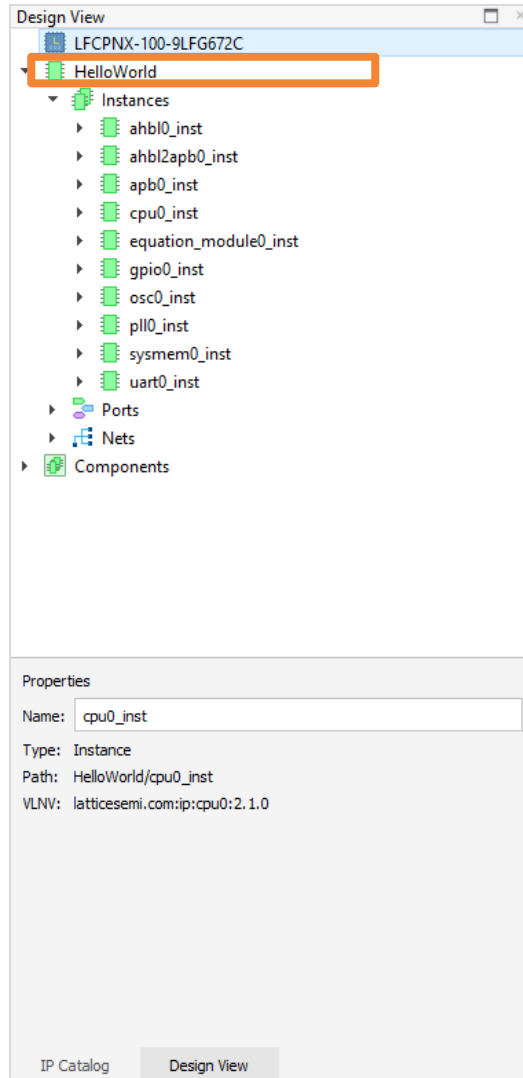 Design View
LFCPNX-100-9LFG672C
HelloWorld
Instances
ahbl0_inst
ahbl2apb0_inst
apb0_inst
cpu0_inst
equation_module0_inst
gpio0_inst
osc0_inst
pll0_inst
sysmem0_inst
uart0_inst
Ports
Nets
Components
Properties
Name: cpu0_inst
Type: Instance
Path: HelloWorld/cpu0_inst
VLNV: latticesemi.com:ip:cpu0:2.1.0
IP Catalog Design View